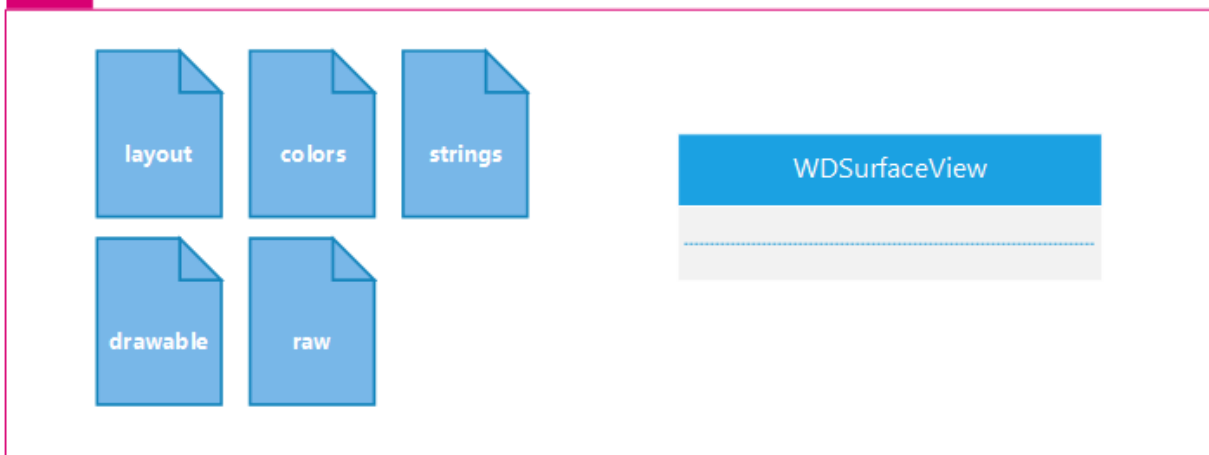 layout
colors
strings
WDSurfaceView
drawable
raw